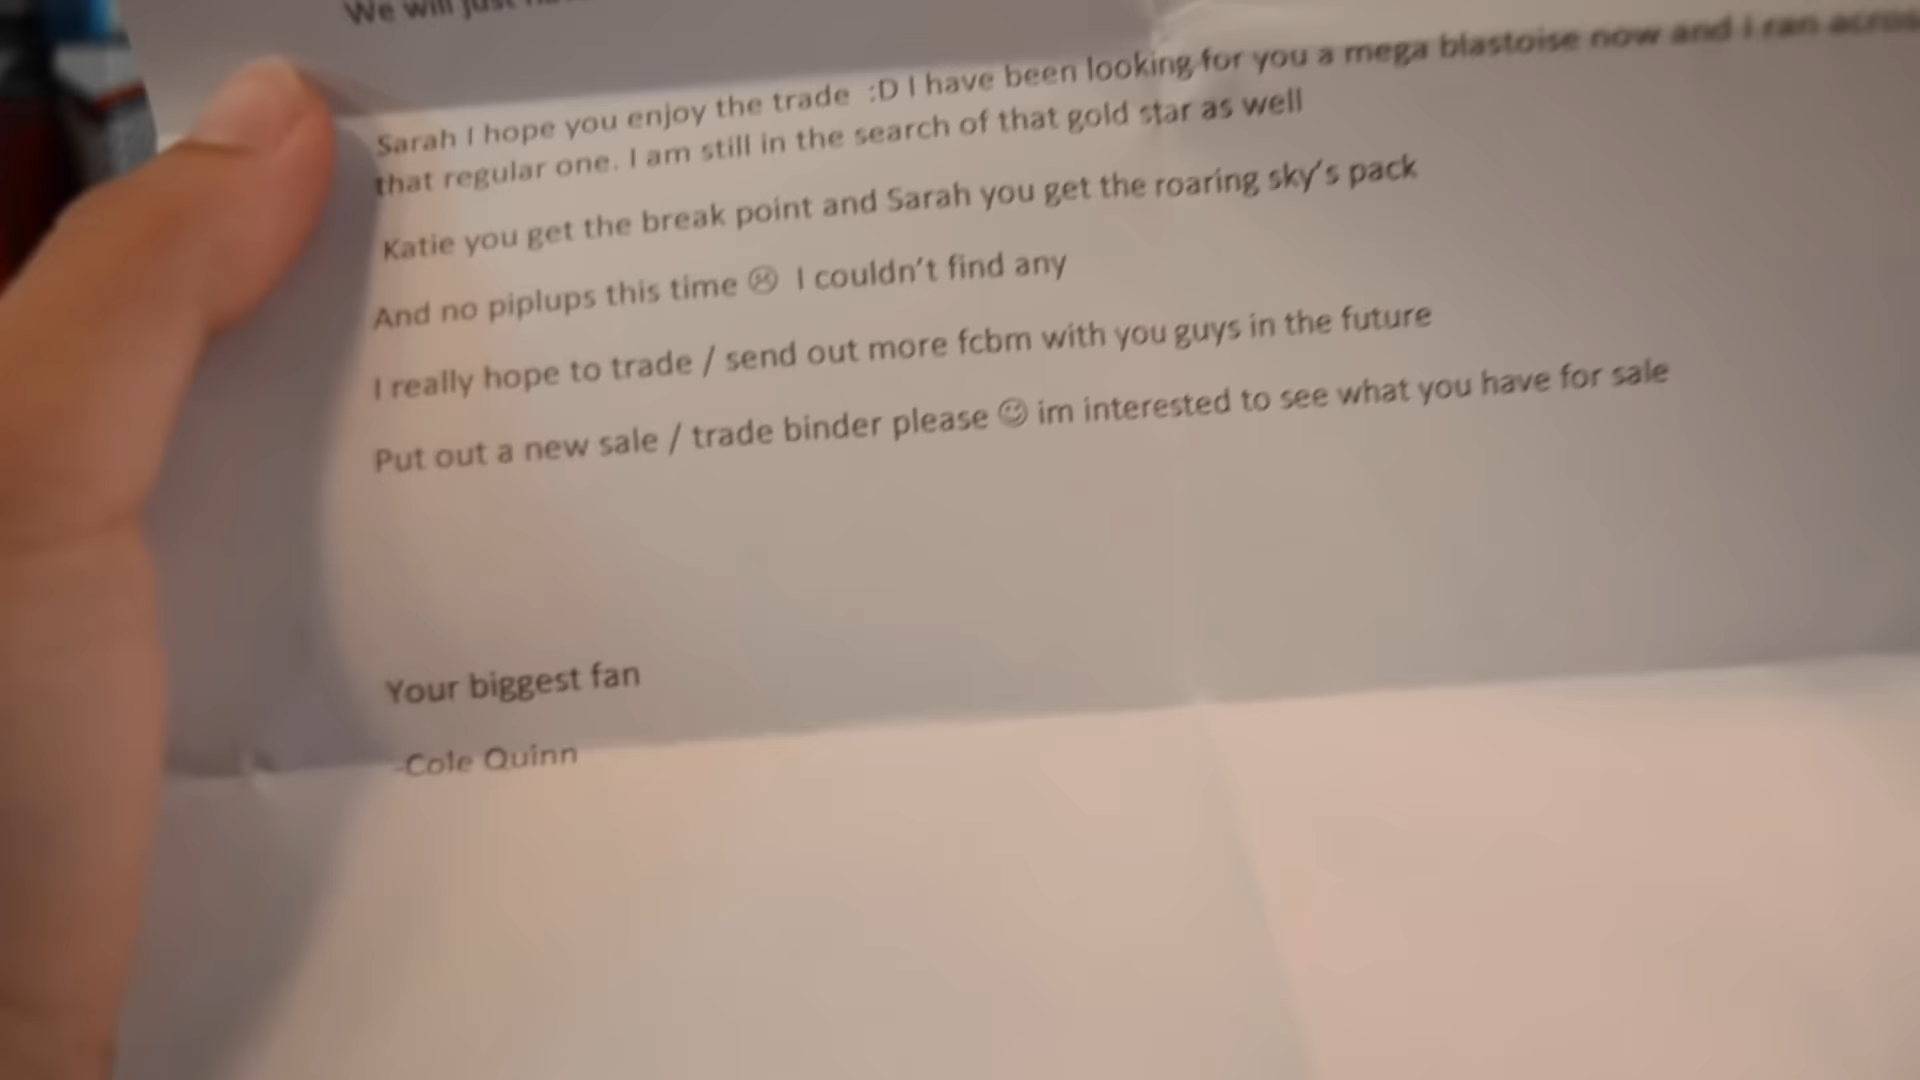 We will just
Sarah I hope you enjoy the trade :D I have been looking for you a mega blastoise now and i ran across
that regular one. I am still in the search of that gold star as well
Katie you get the break point and Sarah you get the roaring sky's pack
And no piplups this time ☹ I couldn't find any
I really hope to trade / send out more fcbm with you guys in the future
Put out a new sale / trade binder please ☺ im interested to see what you have for sale
Your biggest fan
-Cole Quinn